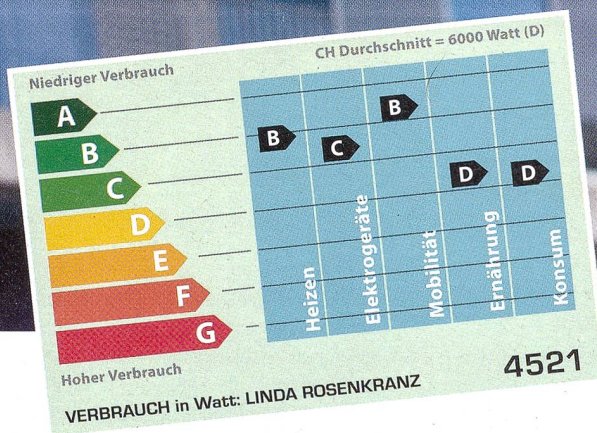 CH Durchschnitt = 6000 Watt (D)
Niedriger Verbrauch
A
B
C
D
E
F
G
B
C
B
D
D
Heizen
Elektrogeräte
Mobilität
Ernährung
Konsum
Hoher Verbrauch
4521
VERBRAUCH in Watt: LINDA ROSENKRANZ